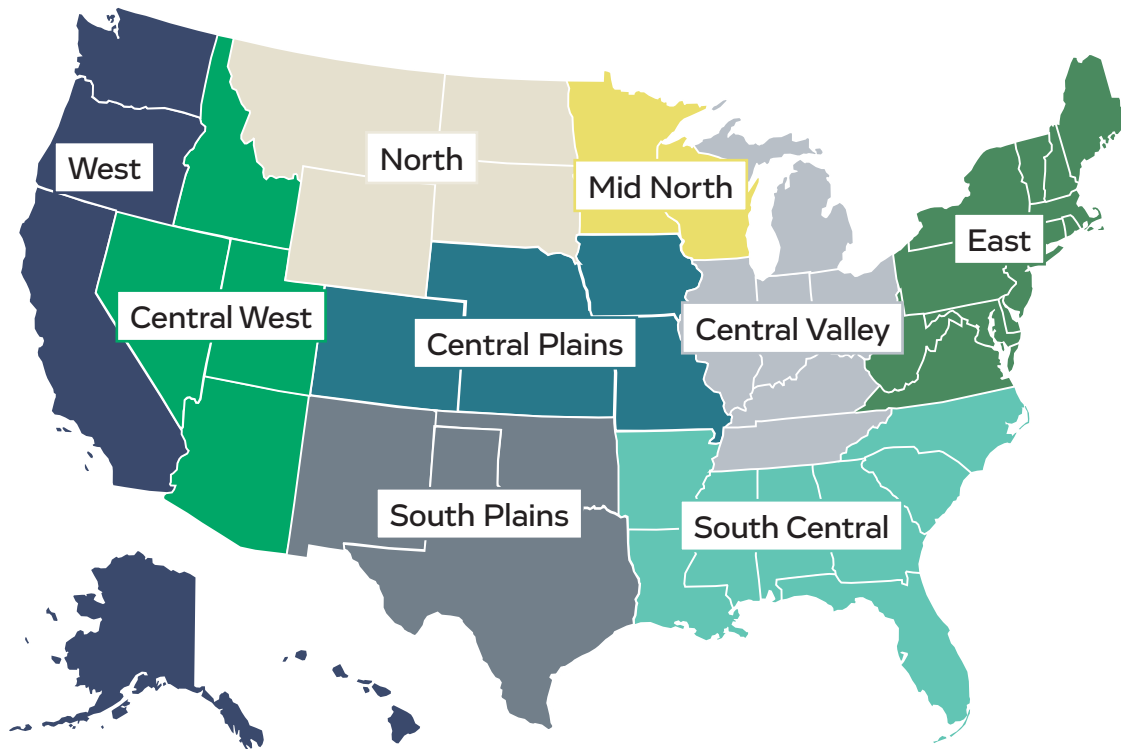 West
North
Mid North
East
Central West
Central Plains
Central Valley
South Plains
South Central